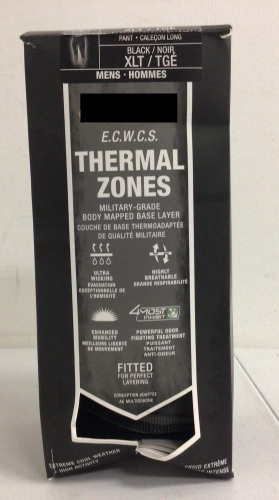 PANT · CALEÇON LONG
BLACK / NOIR
XLT / TGÉ
MENS · HOMMES
E.C.W.C.S.
THERMAL
ZONES
MILITARY-GRADE
BODY MAPPED BASE LAYER
COUCHE DE BASE THERMOADAPTÉE
DE QUALITÉ MILITAIRE
ULTRA
WICKING
ÉVACUATION
EXCEPTIONELLE DE
L'HUMIDITÉ
HIGHLY
BREATHABLE
GRANDE RESPIRABILITÉ
ENHANCED
MOBILITY
MEILLEURE LIBERTÉ
DE MOUVEMENT
POWERFUL ODOR
FIGHTING TREATMENT
PUISSANT
TRAITEMENT
ANTI-ODEUR
FITTED
FOR PERFECT
LAYERING
CONCEPTION ADAPTÉE
AU MULTICOUCHE
EXTREME COOL WEATHER
HIGH ACTIVITY
FROID EXTRÊME
INTENSE